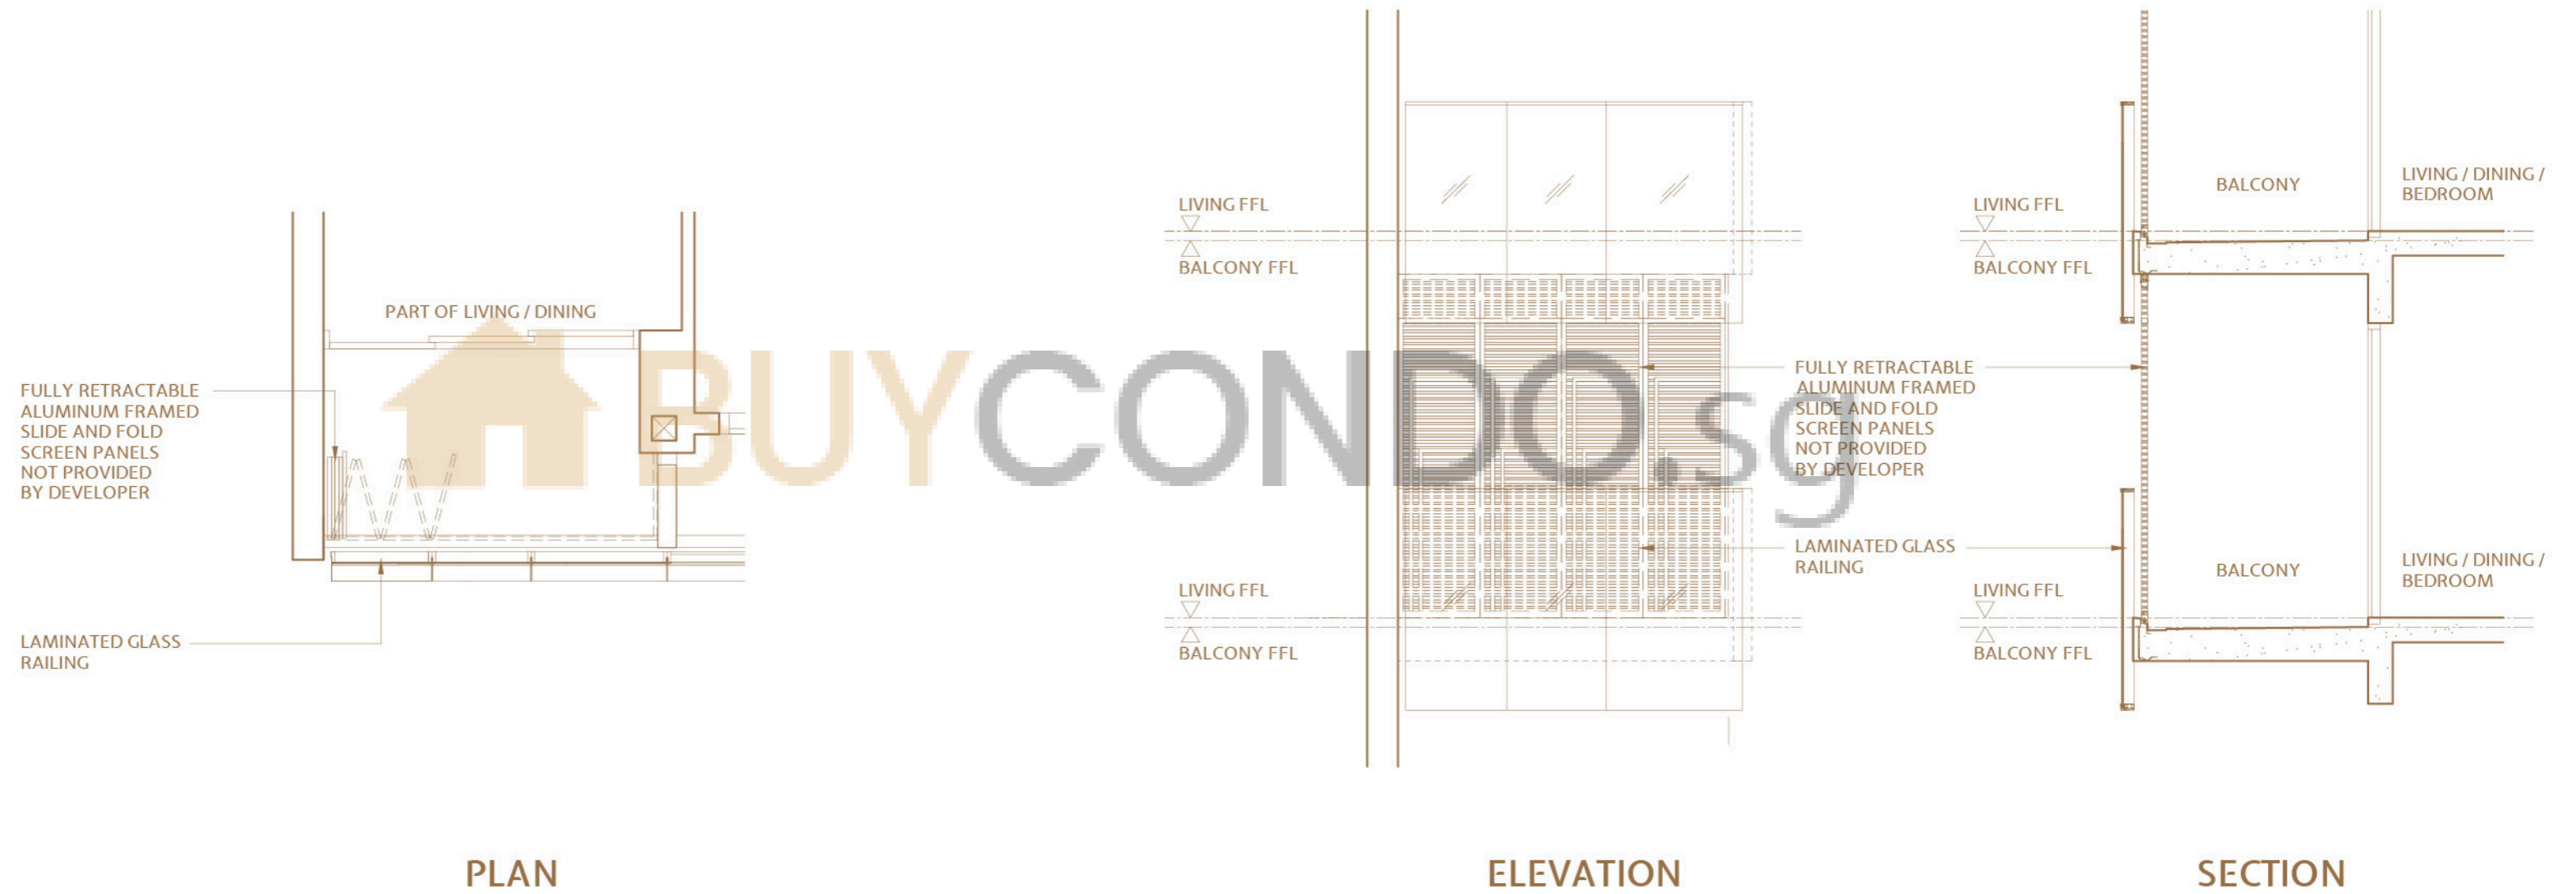 PART OF LIVING / DINING
FULLY RETRACTABLE
ALUMINUM FRAMED
SLIDE AND FOLD
SCREEN PANELS
NOT PROVIDED
BY DEVELOPER
LAMINATED GLASS
RAILING
PLAN
BUYCONDO.sg
LIVING FFL
BALCONY FFL
LIVING FFL
BALCONY FFL
FULLY RETRACTABLE
ALUMINUM FRAMED
SLIDE AND FOLD
SCREEN PANELS
NOT PROVIDED
BY DEVELOPER
LAMINATED GLASS
RAILING
ELEVATION
BALCONY
LIVING / DINING /
BEDROOM
LIVING FFL
BALCONY FFL
BALCONY
LIVING / DINING /
BEDROOM
LIVING FFL
BALCONY FFL
SECTION